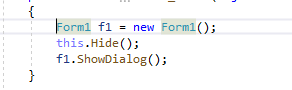 {
Form1 f1 = new Form1();
this.Hide();
f1.ShowDialog();
}